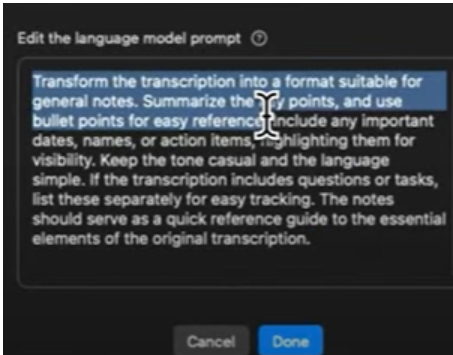 Edit the language model prompt ?
Transform the transcription into a format suitable for
general notes. Summarize the key points, and use
bullet points for easy reference. Include any important
dates, names, or action items, highlighting them for
visibility. Keep the tone casual and the language
simple. If the transcription includes questions or tasks,
list these separately for easy tracking. The notes
should serve as a quick reference guide to the essential
elements of the original transcription.
Cancel
Done